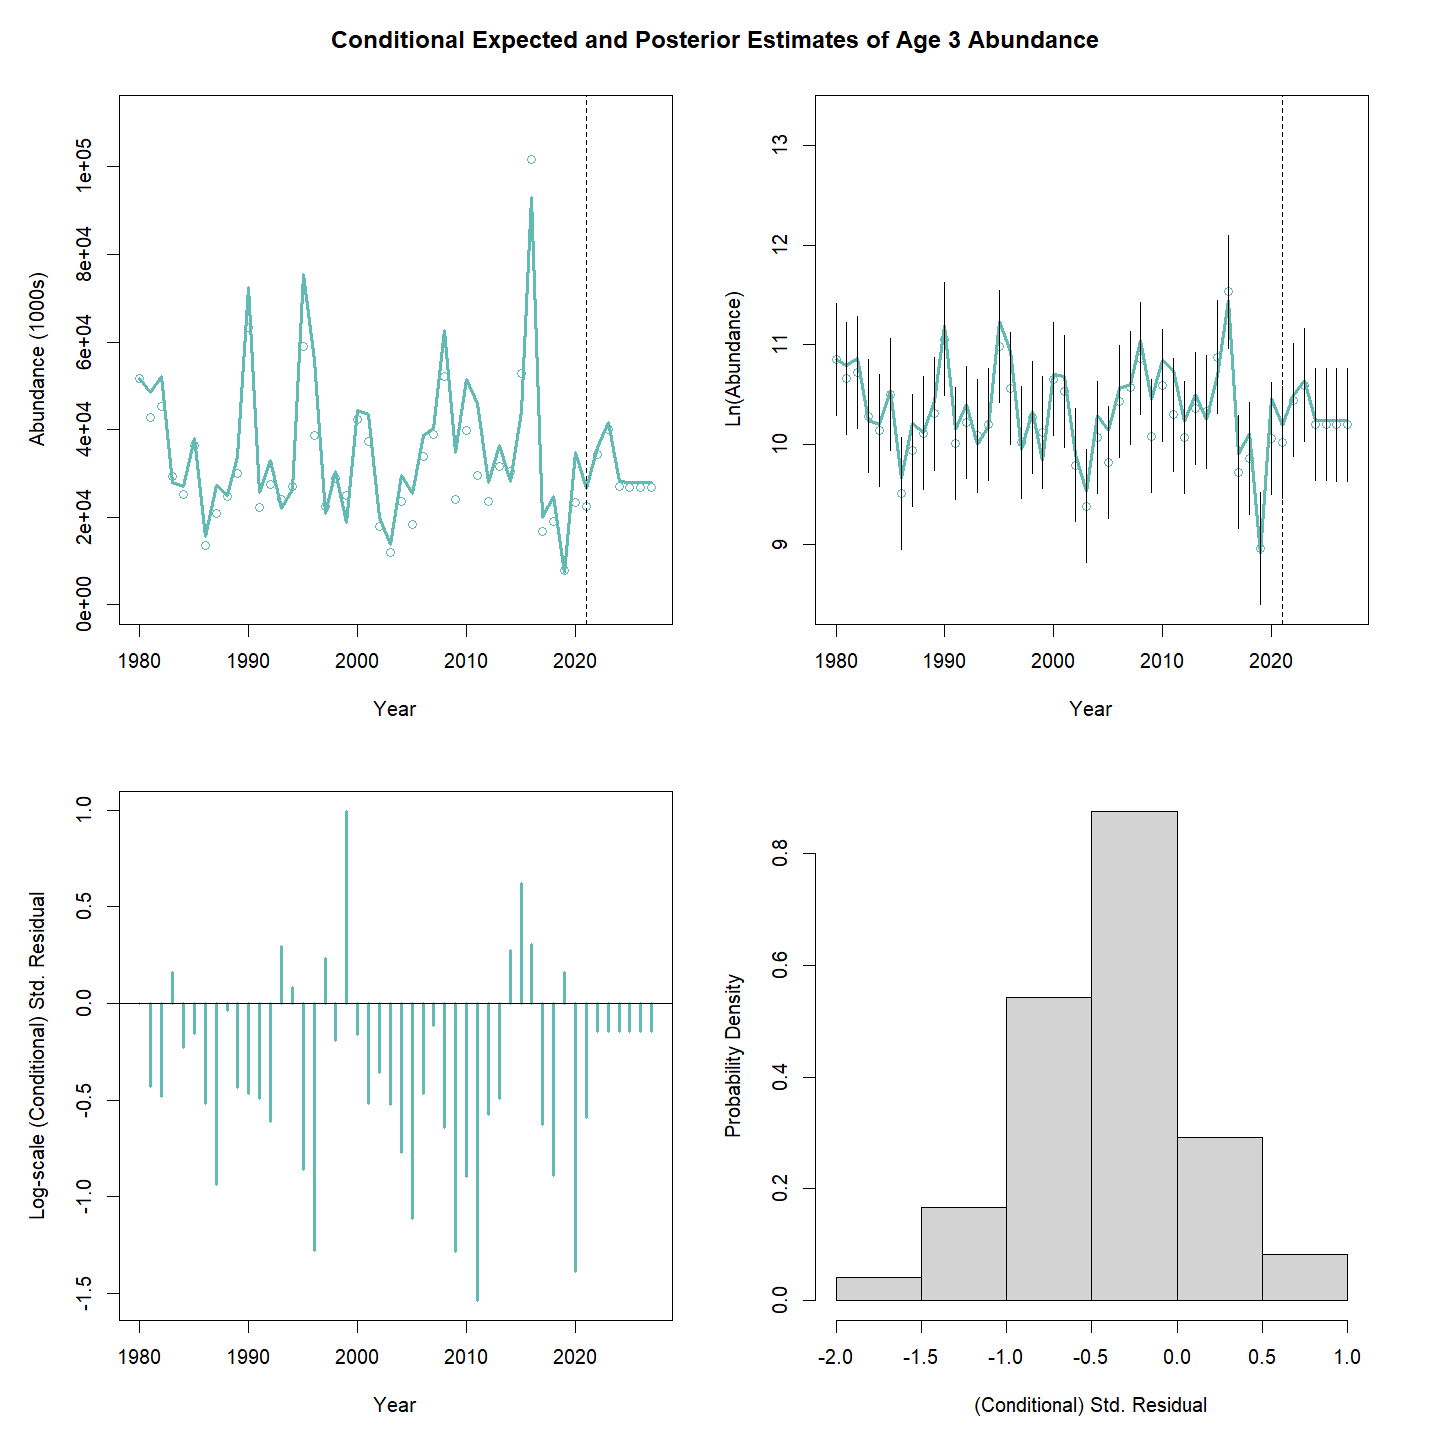 Conditional Expected and Posterior Estimates of Age 3 Abundance
Abundance (1000s)
0e+00 2e+04 4e+04 6e+04 8e+04 1e+05
1980 1990 2000 2010 2020
Year
Ln(Abundance)
9 10 11 12 13
1980 1990 2000 2010 2020
Year
Log-scale (Conditional) Std. Residual
-1.5 -1.0 -0.5 0.0 0.5 1.0
1980 1990 2000 2010 2020
Year
Probability Density
0.0 0.2 0.4 0.6 0.8
-2.0 -1.5 -1.0 -0.5 0.0 0.5 1.0
(Conditional) Std. Residual